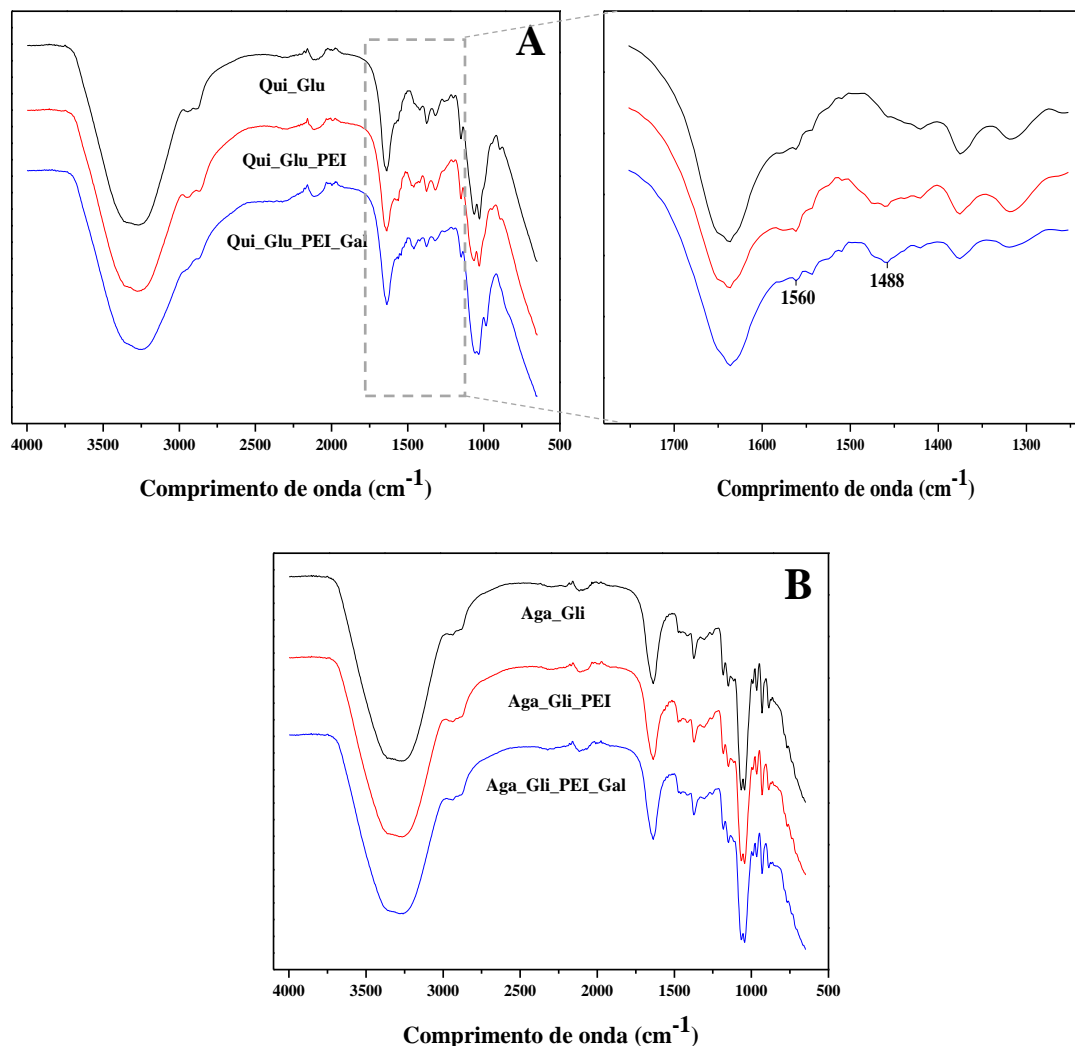 A
Qui_Glu
Qui_Glu_PEI
Qui_Glu_PEI_Gal
4000 3500 3000 2500 2000 1500 1000 500
Comprimento de onda (cm-1)
1560
1488
1700 1600 1500 1400 1300
Comprimento de onda (cm-1)
B
Aga_Gli
Aga_Gli_PEI
Aga_Gli_PEI_Gal
4000 3500 3000 2500 2000 1500 1000 500
Comprimento de onda (cm-1)